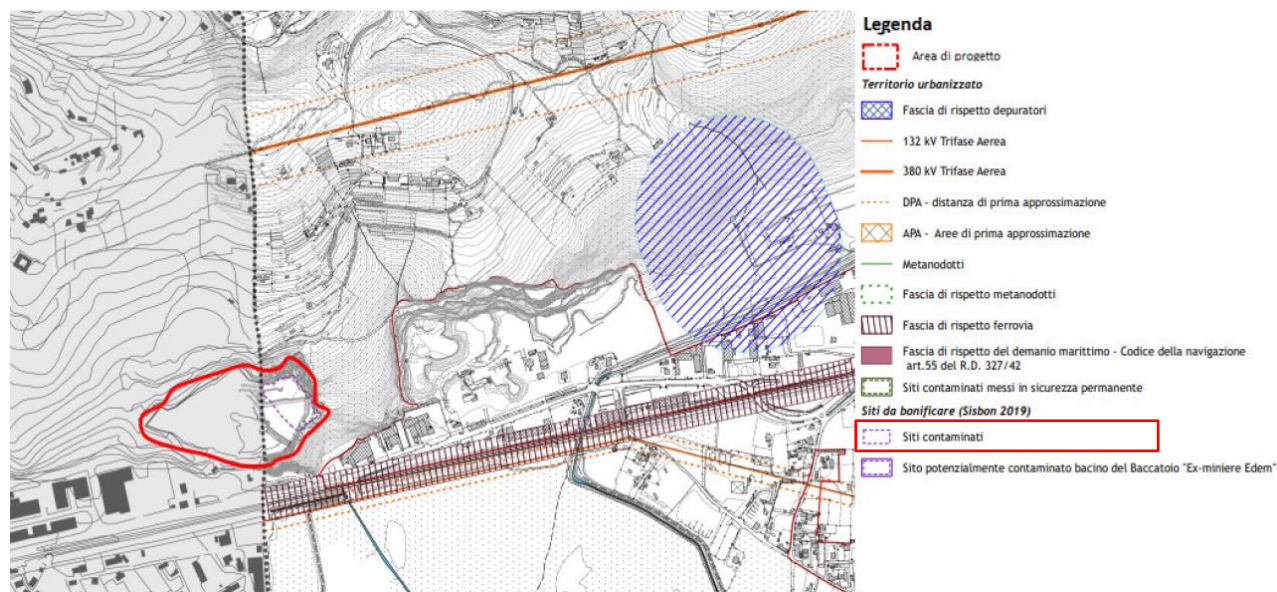 Legenda
Area di progetto
Territorio urbanizzato
Fascia di rispetto depuratori
132 kV Trifase Aerea
380 kV Trifase Aerea
DPA - distanza di prima approssimazione
APA - Aree di prima approssimazione
Metanodotti
Fascia di rispetto metanodotti
Fascia di rispetto ferrovia
Fascia di rispetto del demanio marittimo - Codice della navigazione
art.55 del R.D. 327/42
Siti contaminati messi in sicurezza permanente
Siti da bonificare (Sisbon 2019)
Siti contaminati
Sito potenzialmente contaminato bacino del Baccatoio "Ex-miniere Edem"